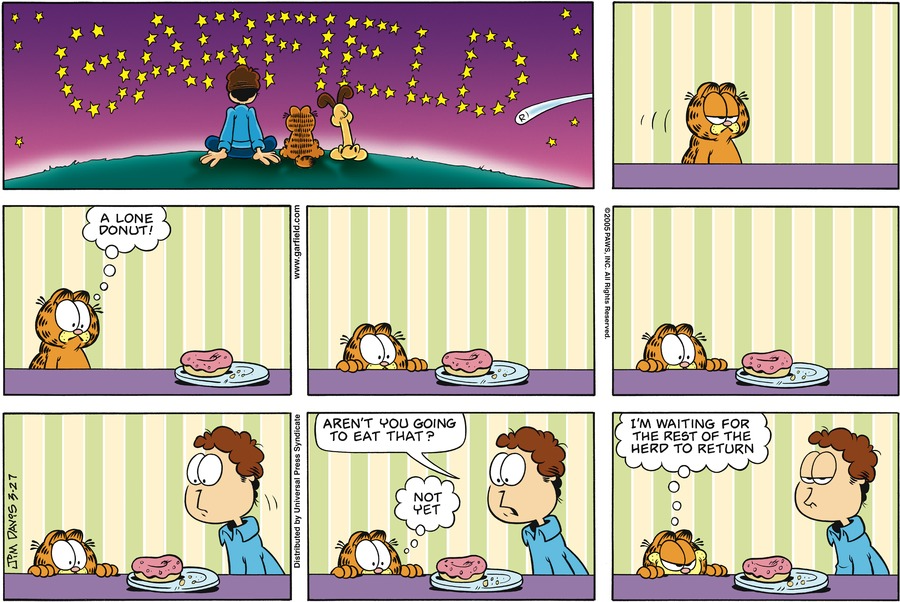 GARFIELD
R
A LONE
DONUT!
www.garfield.com
©2005 PAWS, INC. All Rights Reserved.
JIM DAVIS 3·27
Distributed by Universal Press Syndicate
AREN'T YOU GOING
TO EAT THAT?
NOT
YET
I'M WAITING FOR
THE REST OF THE
HERD TO RETURN